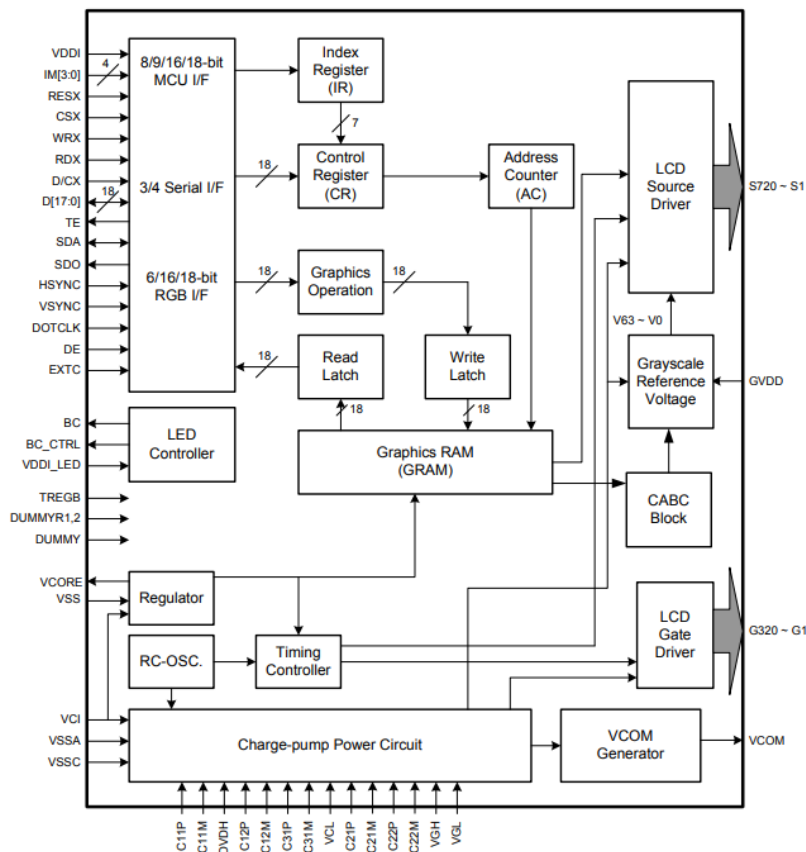 VDDI
IM[3:0]
4
RESX
CSX
WRX
RDX
D/CX
D[17:0]
18
TE
SDA
SDO
HSYNC
VSYNC
DOTCLK
DE
EXTC
8/9/16/18-bit
MCU I/F
3/4 Serial I/F
6/16/18-bit
RGB I/F
Index
Register
(IR)
7
18
Control
Register
(CR)
Address
Counter
(AC)
18
Graphics
Operation
18
18
Read
Latch
Write
Latch
18
18
Graphics RAM
(GRAM)
LCD
Source
Driver
S720 ~ S1
V63 ~ V0
Grayscale
Reference
Voltage
GVDD
CABC
Block
BC
BC_CTRL
VDDI_LED
LED
Controller
TREGB
DUMMYR1,2
DUMMY
VCORE
VSS
Regulator
RC-OSC.
Timing
Controller
LCD
Gate
Driver
G320 ~ G1
VCI
VSSA
VSSC
Charge-pump Power Circuit
VCOM
Generator
VCOM
C11P
C11M
DVDH
C12P
C12M
C31P
C31M
VCL
C21P
C21M
C22P
C22M
VGH
VGL